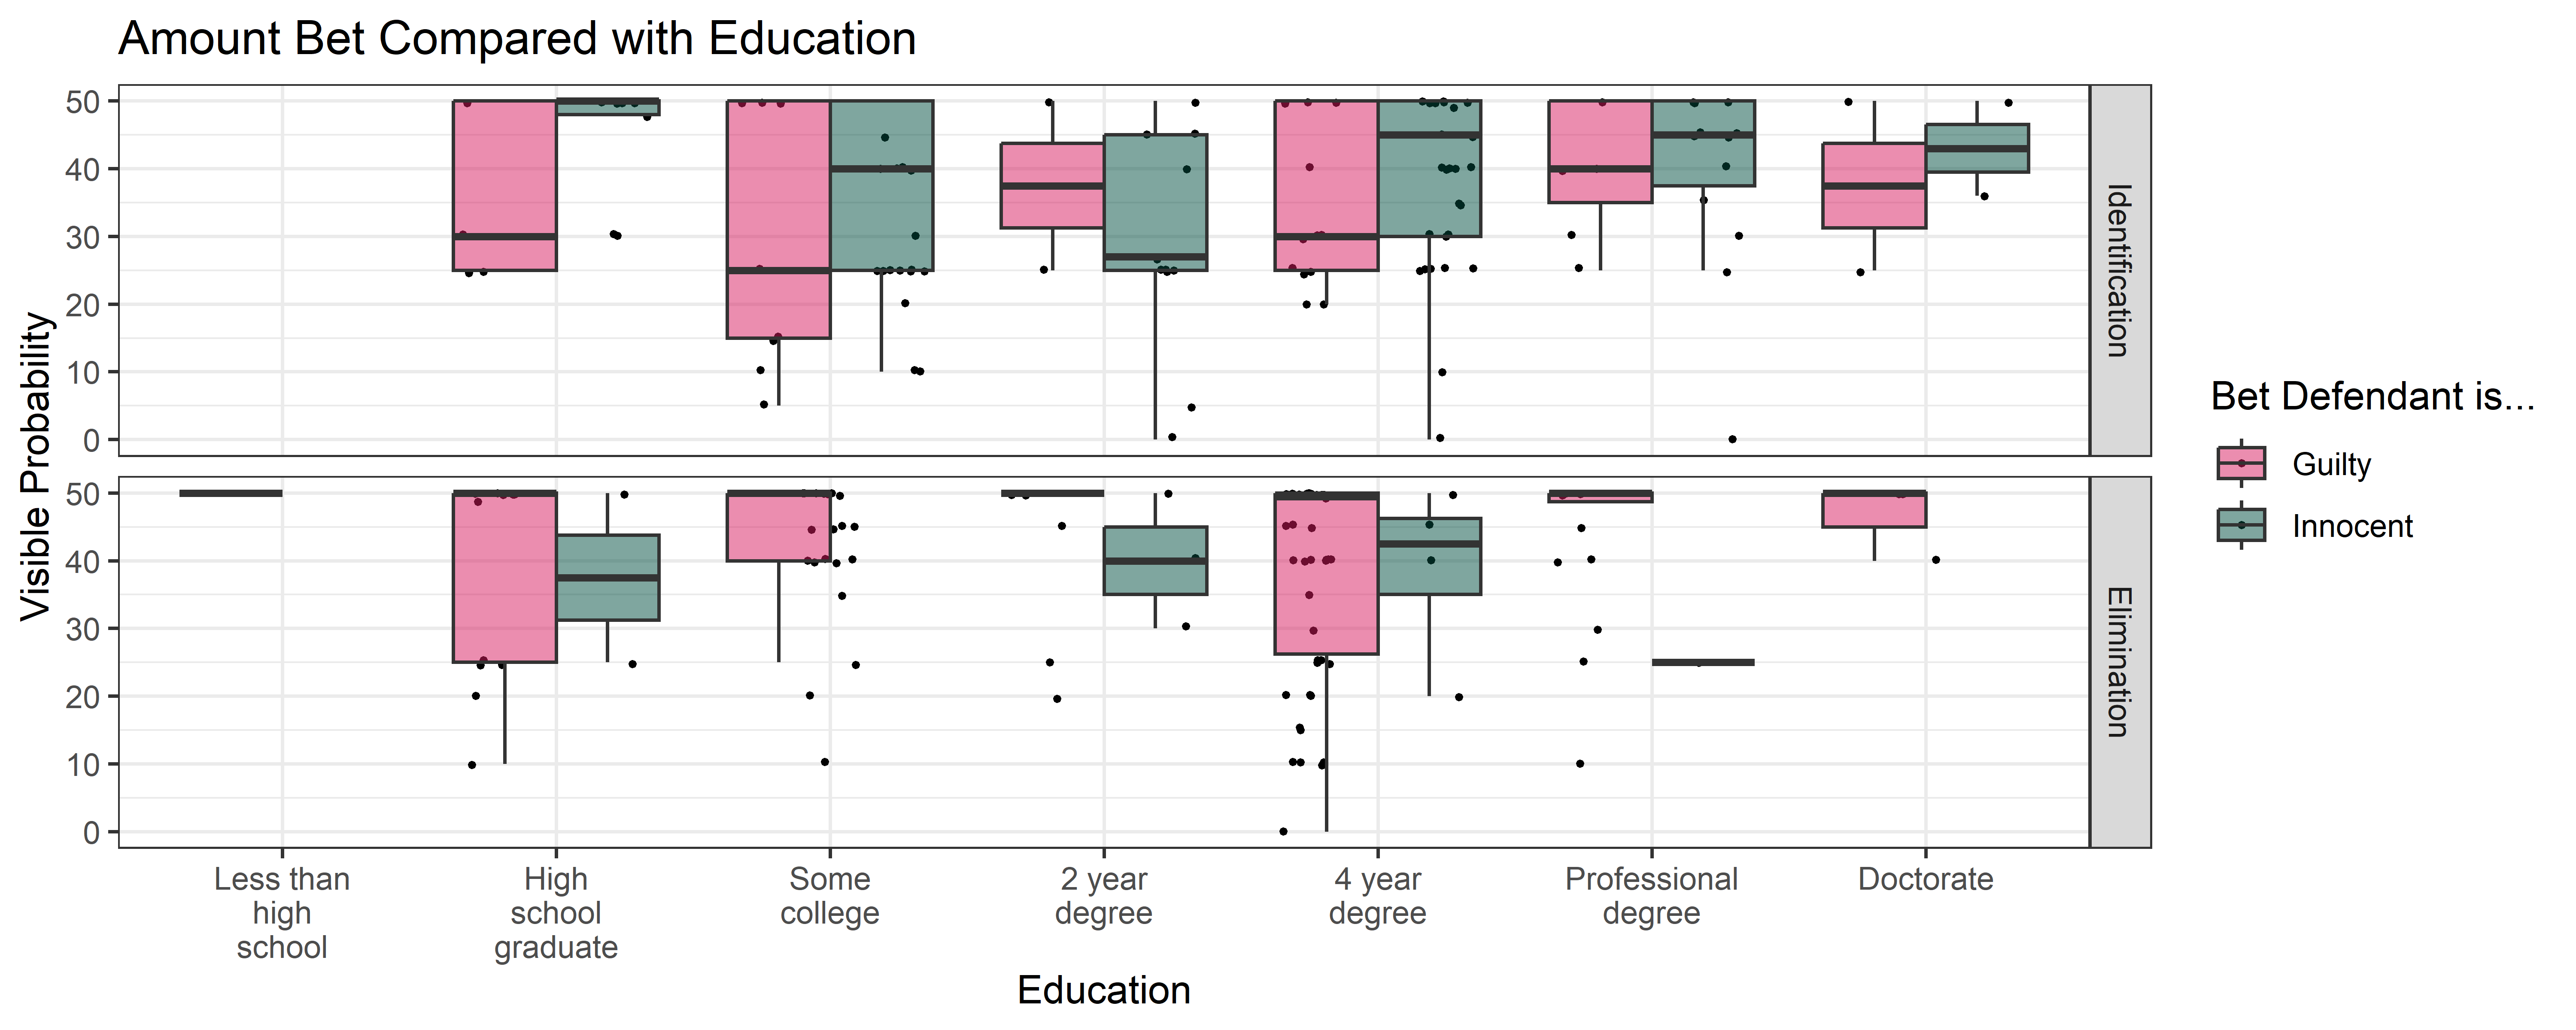 Amount Bet Compared with Education
Visible Probability
50
40
30
20
10
0
Identification
50
40
30
20
10
0
Elimination
Less than
high
school
High
school
graduate
Some
college
2 year
degree
4 year
degree
Professional
degree
Doctorate
Education
Bet Defendant is...
Guilty
Innocent